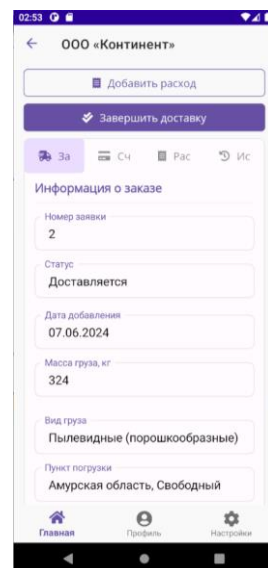 02:53
ООО «Континент»
Добавить расход
Завершить доставку
За Сч Рас Ис
Информация о заказе
Номер заявки
2
Статус
Доставляется
Дата добавления
07.06.2024
Масса груза, кг
324
Вид груза
Пылевидные (порошкообразные)
Пункт погрузки
Амурская область, Свободный
Главная Профиль Настройки